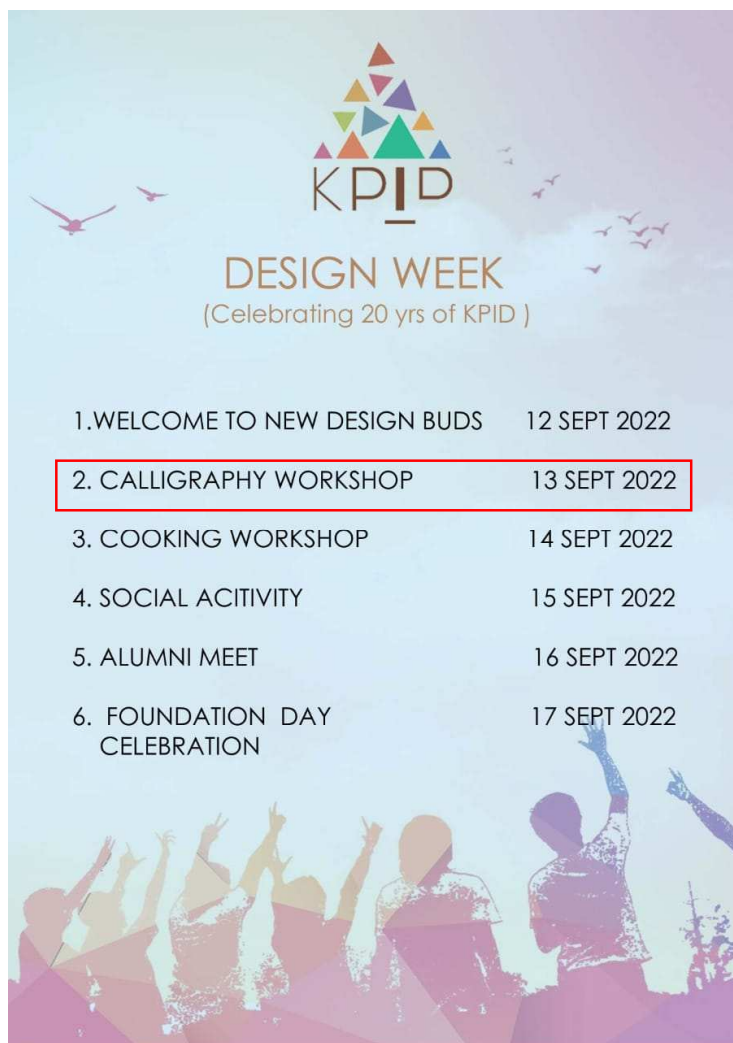 KPID
DESIGN WEEK
(Celebrating 20 yrs of KPID )
1.WELCOME TO NEW DESIGN BUDS 12 SEPT 2022
2. CALLIGRAPHY WORKSHOP 13 SEPT 2022
3. COOKING WORKSHOP 14 SEPT 2022
4. SOCIAL ACITIVITY 15 SEPT 2022
5. ALUMNI MEET 16 SEPT 2022
6. FOUNDATION DAY 17 SEPT 2022
CELEBRATION